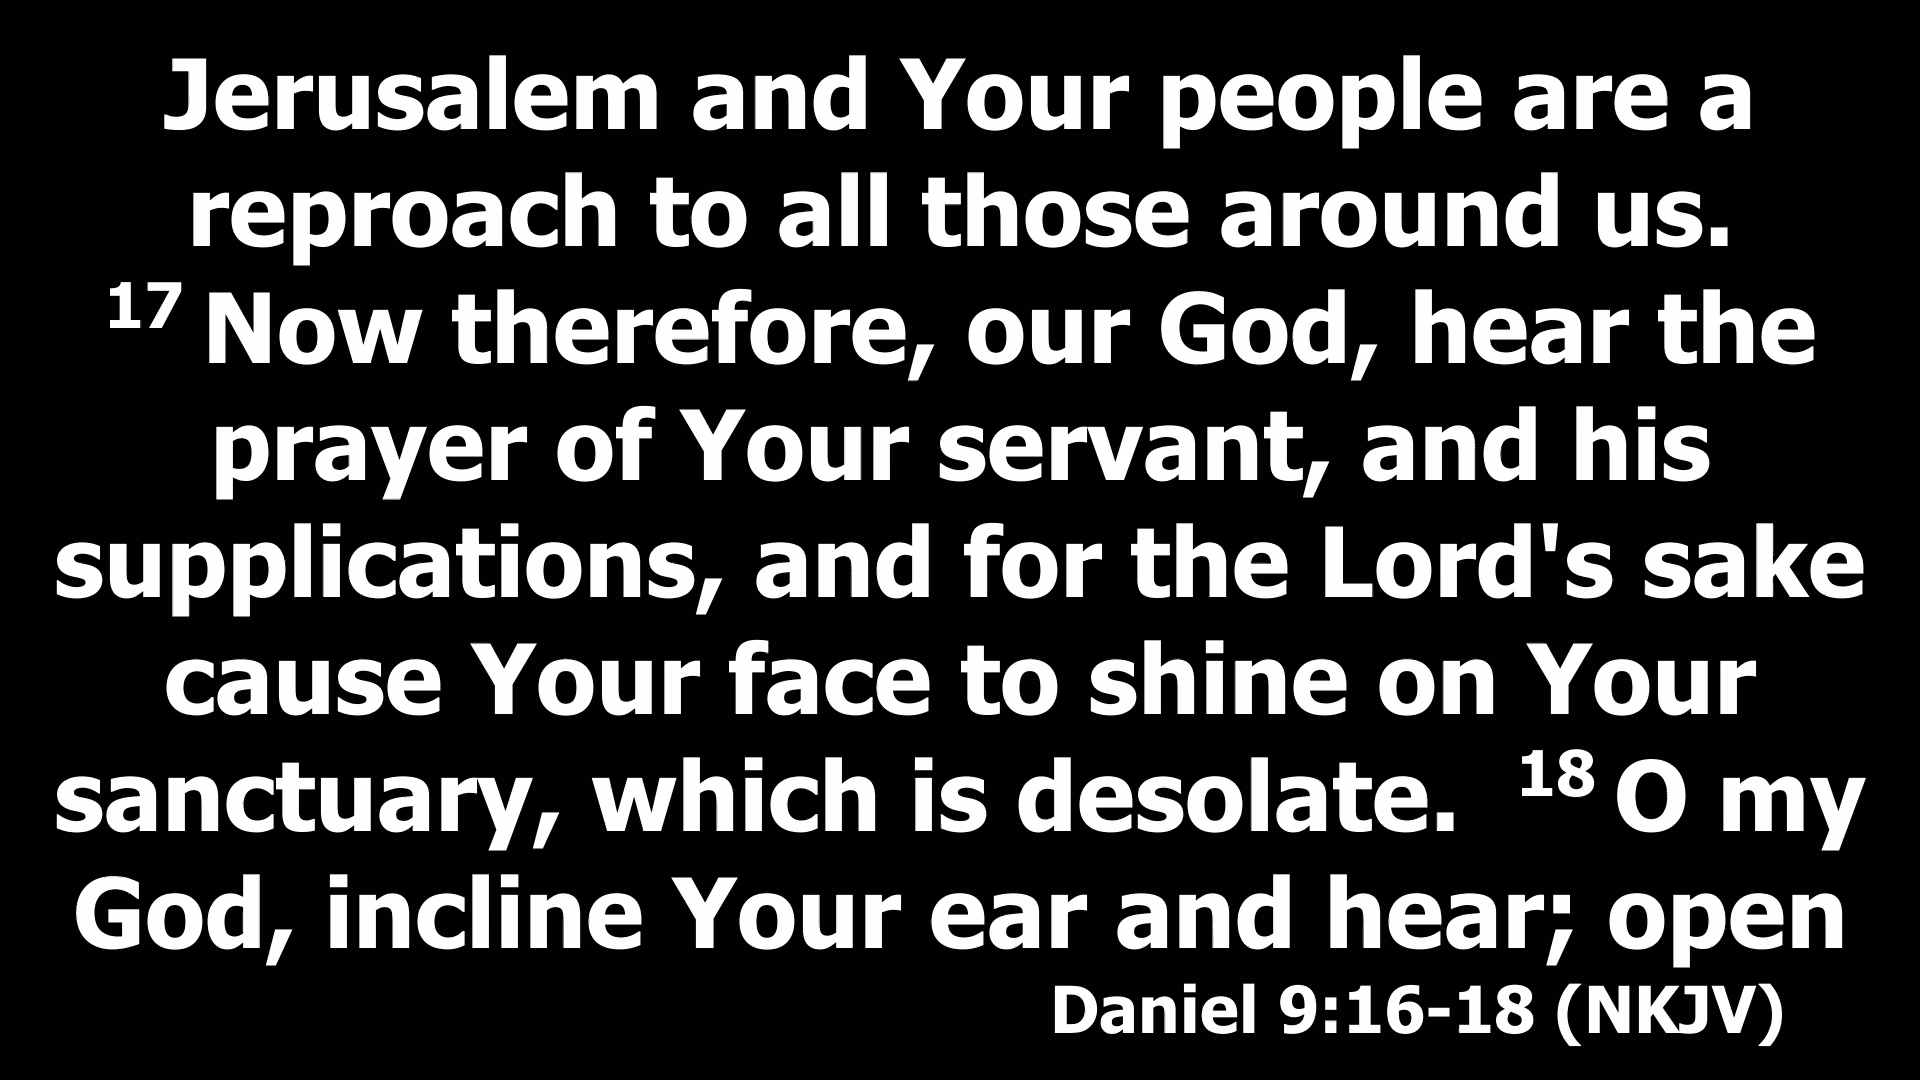 Jerusalem and Your people are a
reproach to all those around us.
17 Now therefore, our God, hear the
prayer of Your servant, and his
supplications, and for the Lord's sake
cause Your face to shine on Your
sanctuary, which is desolate. 18 O my
God, incline Your ear and hear; open
Daniel 9:16-18 (NKJV)